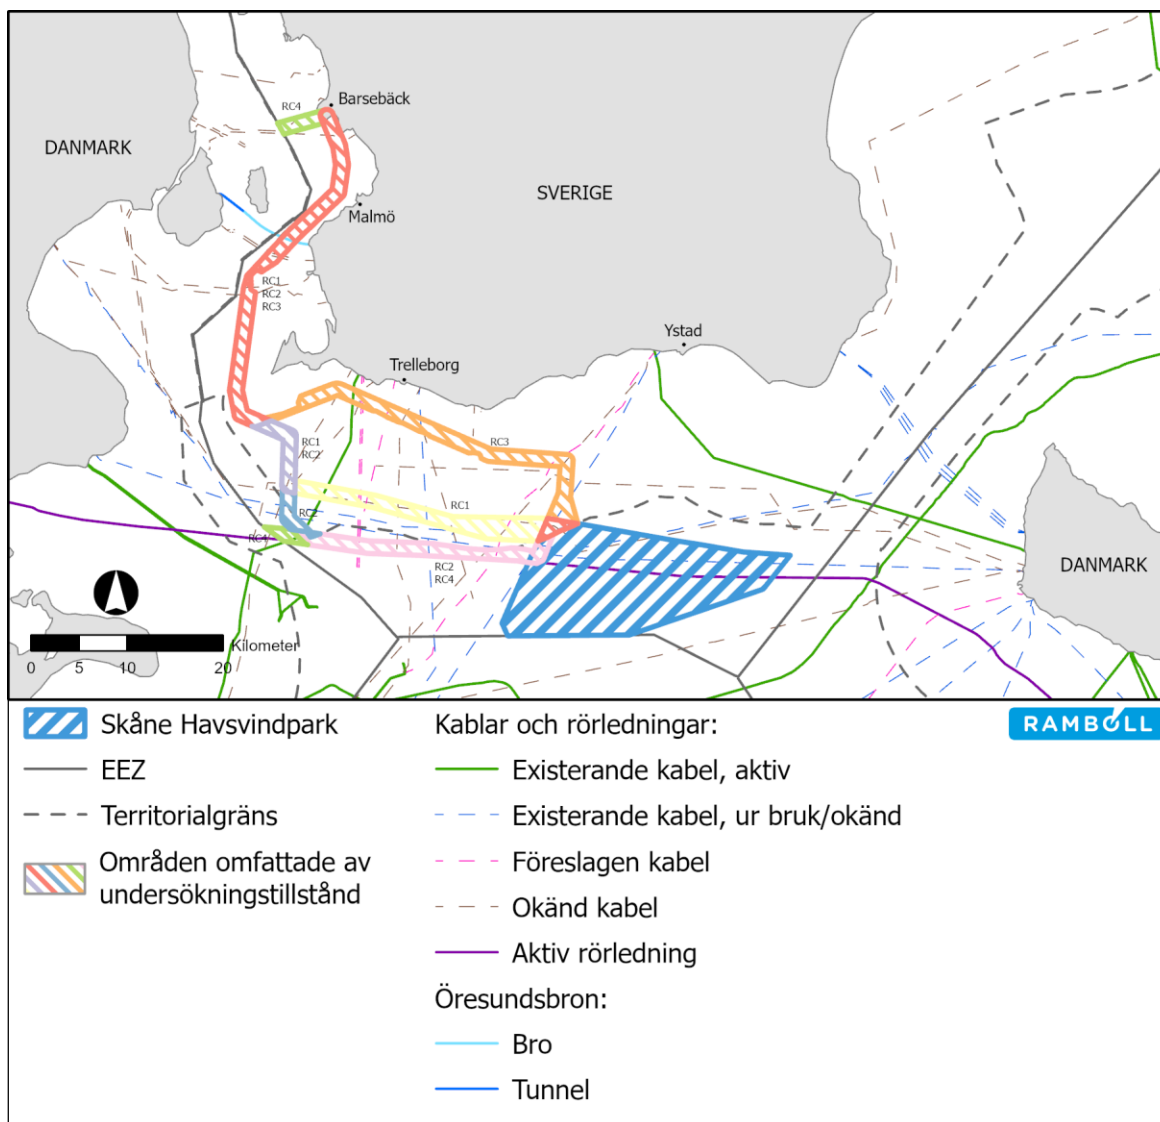 RC4
Barsebäck
DANMARK
SVERIGE
Malmö
RC1
RC2
RC3
Ystad
Trelleborg
RC1
RC2
RC3
RC1
RC2
RC4
RC2
RC4
DANMARK
Kilometer
0 5 10 20
Skåne Havsvindpark
EEZ
Territorialgräns
Områden omfattade av
undersökningstillstånd
Kablar och rörledningar:
Existerande kabel, aktiv
Existerande kabel, ur bruk/okänd
Föreslagen kabel
Okänd kabel
Aktiv rörledning
Öresundsbron:
Bro
Tunnel
RAMBOLL